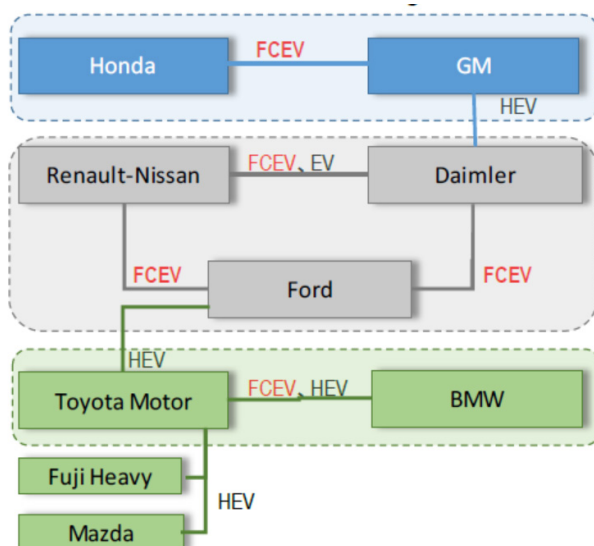 Honda
FCEV
GM
HEV
Renault-Nissan
FCEV、EV
Daimler
FCEV
Ford
FCEV
HEV
Toyota Motor
FCEV、HEV
BMW
Fuji Heavy
HEV
Mazda